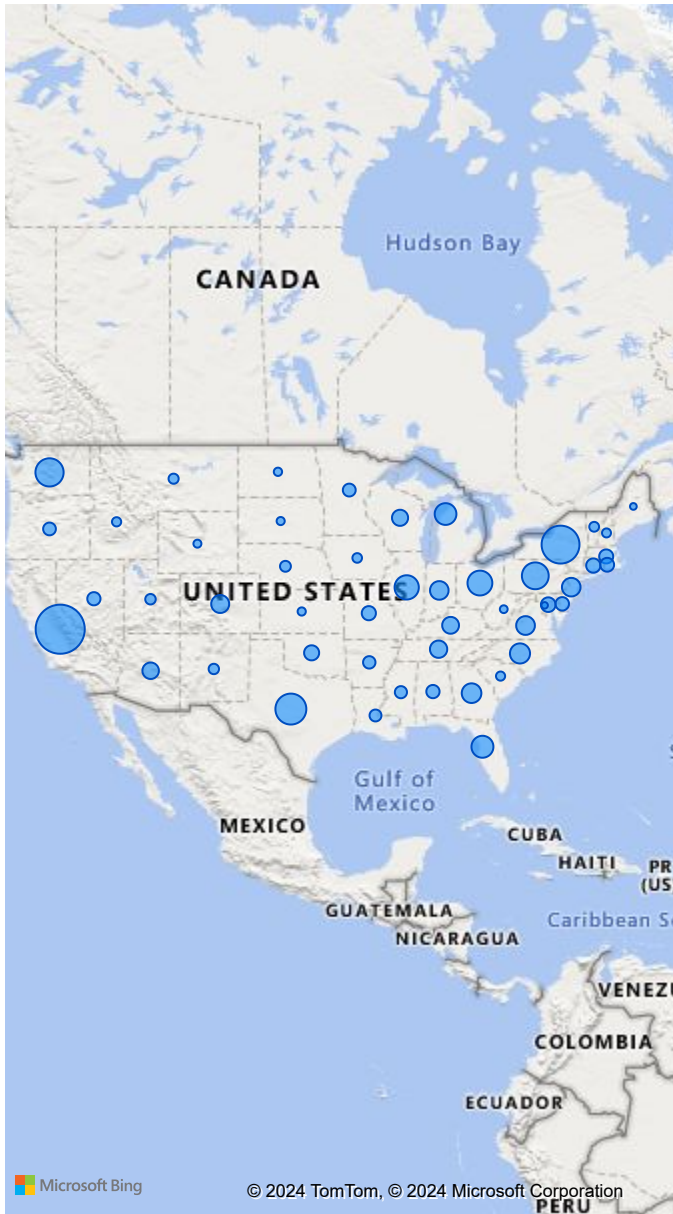 Hudson Bay
CANADA
UNITED STATES
Gulf of
Mexico
MEXICO
CUBA
HAITI
PR
(US
GUATEMALA
Caribbean Se
NICARAGUA
VENEZU
COLOMBIA
ECUADOR
Microsoft Bing
© 2024 TomTom, © 2024 Microsoft Corporation
PERU